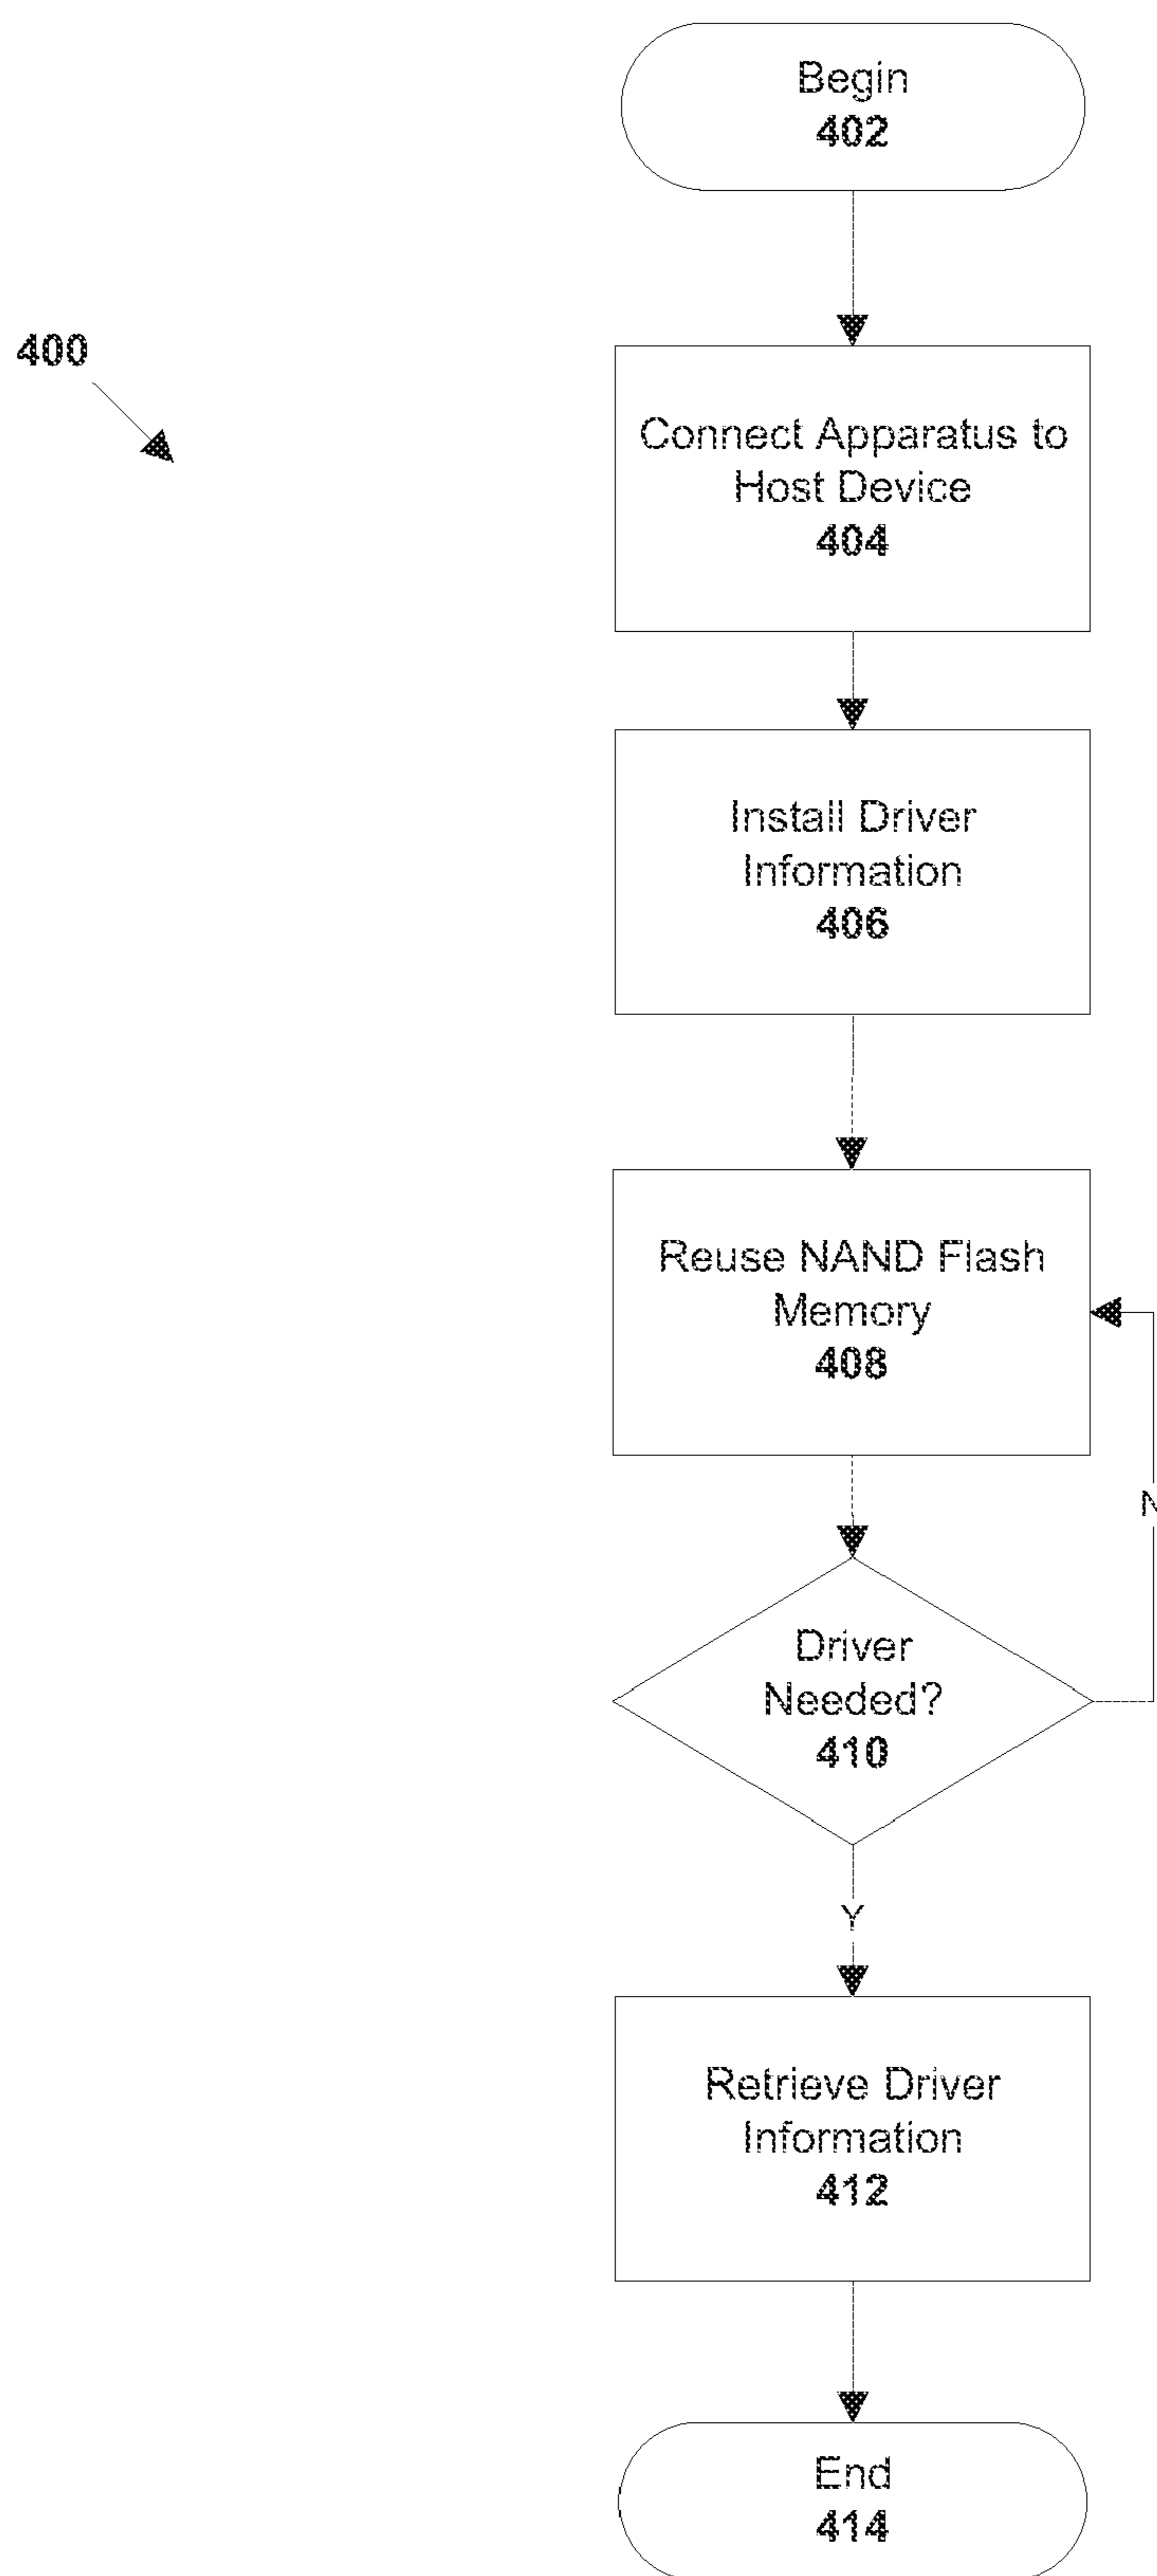 Begin
402
400
Connect Apparatus to
Host Device
404
Install Driver
Information
406
Reuse NAND Flash
Memory
408
N
Driver
Needed?
410
Y
Retrieve Driver
Information
412
End
414